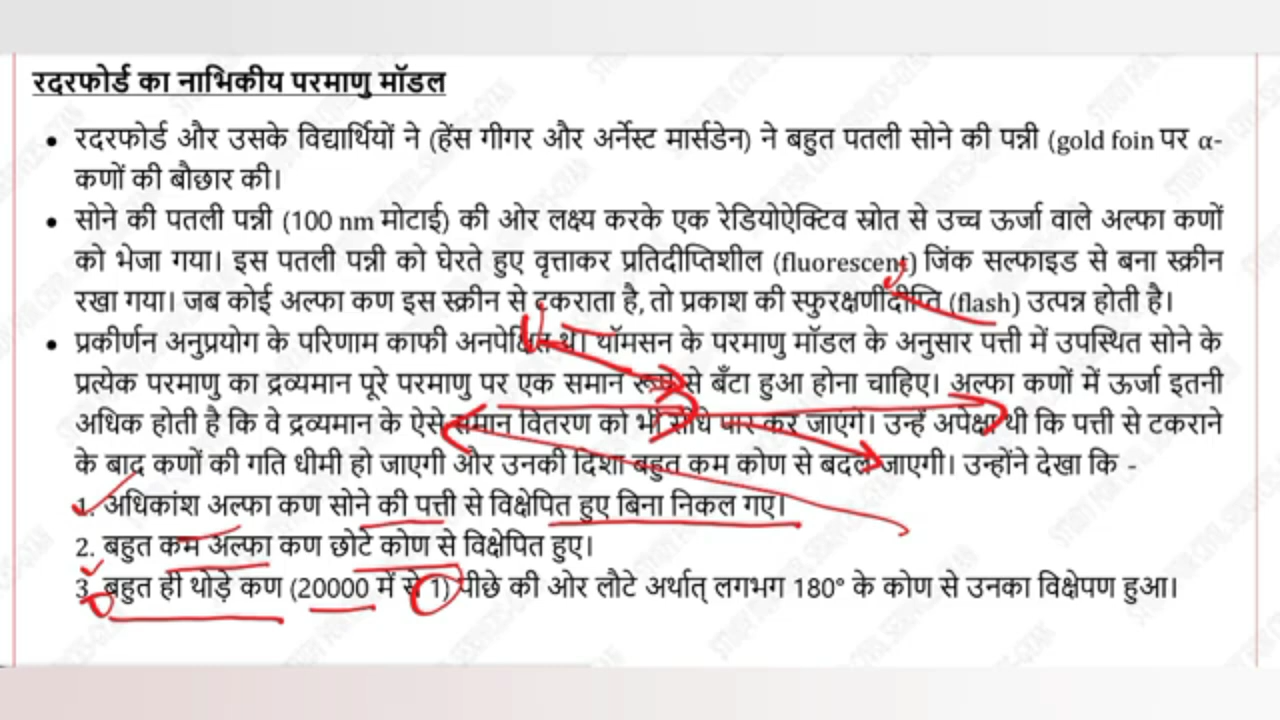 रदरफोर्ड का नाभिकीय परमाणु मॉडल
• रदरफोर्ड और उसके विद्यार्थियों ने (हेंस गीगर और अर्नेस्ट मार्सडेन) ने बहुत पतली सोने की पन्नी (gold foin पर α-
कणों की बौछार की।
• सोने की पतली पन्नी (100 nm मोटाई) की ओर लक्ष्य करके एक रेडियोऐक्टिव स्रोत से उच्च ऊर्जा वाले अल्फा कणों
को भेजा गया। इस पतली पन्नी को घेरते हुए वृत्ताकर प्रतिदीप्तिशील (fluorescent) जिंक सल्फाइड से बना स्क्रीन
रखा गया। जब कोई अल्फा कण इस स्क्रीन से टकराता है, तो प्रकाश की स्फुरक्षणीदीप्ति (flash) उत्पन्न होती है।
• प्रकीर्णन अनुप्रयोग के परिणाम काफी अनपेक्षित थे। थॉमसन के परमाणु मॉडल के अनुसार पत्ती में उपस्थित सोने के
प्रत्येक परमाणु का द्रव्यमान पूरे परमाणु पर एक समान रूप से बँटा हुआ होना चाहिए। अल्फा कणों में ऊर्जा इतनी
अधिक होती है कि वे द्रव्यमान के ऐसे समान वितरण को भी सीधे पार कर जाएंगे। उन्हें अपेक्षा थी कि पत्ती से टकराने
के बाद कणों की गति धीमी हो जाएगी और उनकी दिशा बहुत कम कोण से बदल जाएगी। उन्होंने देखा कि -
1. अधिकांश अल्फा कण सोने की पत्ती से विक्षेपित हुए बिना निकल गए।
2. बहुत कम अल्फा कण छोटे कोण से विक्षेपित हुए।
3. बहुत ही थोड़े कण (20000 में से 1) पीछे की ओर लौटे अर्थात् लगभग 180° के कोण से उनका विक्षेपण हुआ।